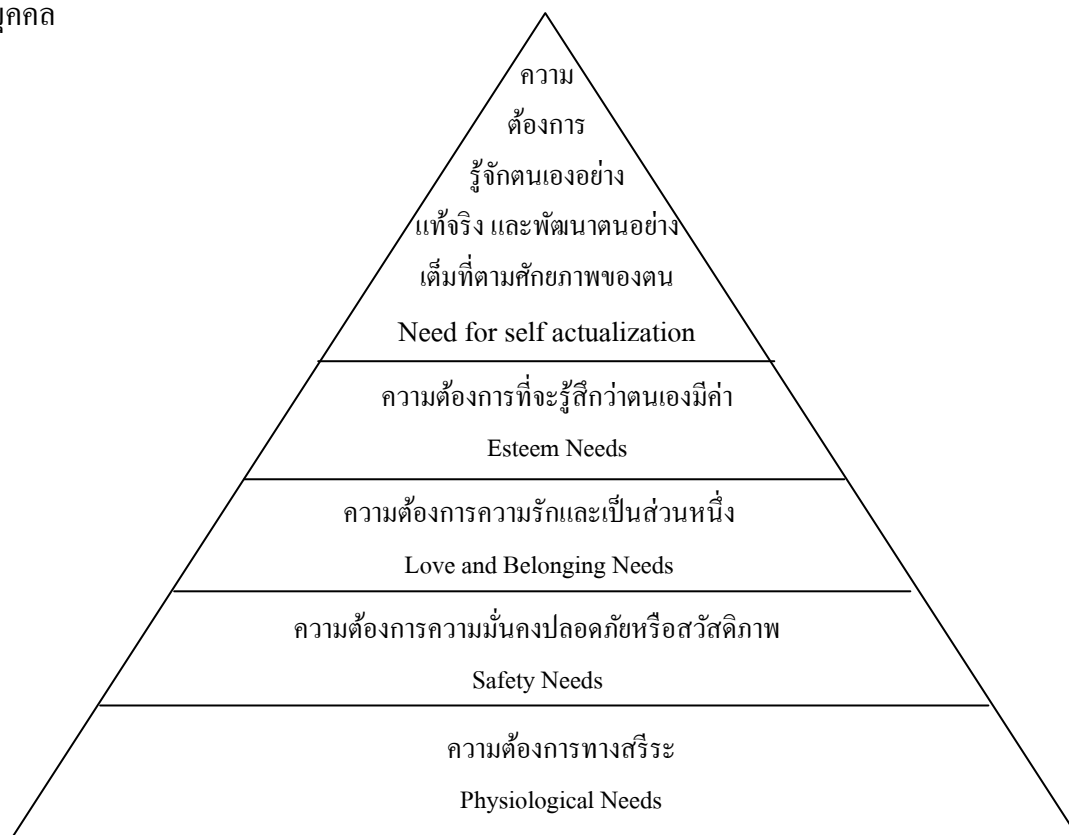 บุคคล
ความ
ต้องการ
รู้จักตนเองอย่าง
แท้จริง และพัฒนาตนอย่าง
เต็มที่ตามศักยภาพของตน
Need for self actualization
ความต้องการที่จะรู้สึกว่าตนเองมีค่า
Esteem Needs
ความต้องการความรักและเป็นส่วนหนึ่ง
Love and Belonging Needs
ความต้องการความมั่นคงปลอดภัยหรือสวัสดิภาพ
Safety Needs
ความต้องการทางสรีระ
Physiological Needs